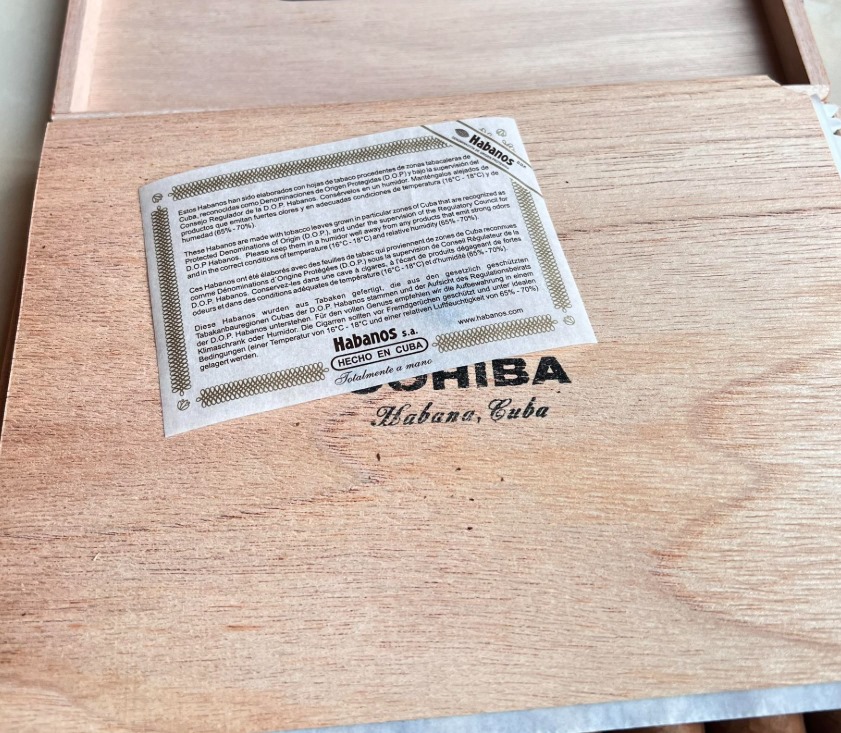 Habanos
Estos Habanos han sido elaborados con hojas de tabaco procedentes de zonas tabacaleras de
Cuba, reconocidas como Denominaciones de Origen Protegidas (D.O.P) y bajo la supervisión del
Consejo Regulador de la D.O.P. Habanos. Consérvelos en un humidor. Manténgalos alejados de
productos que emitan fuertes olores y en adecuadas condiciones de temperatura (16°C - 18°C) y de
humedad (65% - 70%).
These Habanos are made with tobacco leaves grown in particular zones of Cuba that are recognized as
Protected Denominations of Origin (D.O.P.), and under the supervision of the Regulatory Council for
D.O.P Habanos. Please keep them in a humidor well away from any products that emit strong odors
and in the correct conditions of temperature (16°C - 18°C) and relative humidity (65% - 70%).
Ces Habanos ont été élaborés avec des feuilles de tabac qui proviennent de zones de Cuba reconnues
comme Dénominations d'Origine Protégées (D.O.P.) sous la supervision de Conseil Régulateur de la
D.O.P. Habanos. Conservez-les dans une cave à cigares, à l'écart de produits dégageant de fortes
odeurs et dans des conditions adéquates de température (16°C - 18°C) et d'humidité (65% - 70%).
Diese Habanos wurden aus Tabaken gefertigt, die aus den gesetzlich geschützten
Tabakanbauregionen Cubas der D.O.P. Habanos stammen und der Aufsicht des Regulationsbeirats
der D.O.P. Habanos unterstehen. Für den vollen Genuss empfehlen wir die Aufbewahrung in einem
Klimaschrank oder Humidor. Die Cigarren sollten vor Fremdgerüchen geschützt und unter idealen
Bedingungen (einer Temperatur von 16°C - 18°C und einer relativen Luftfeuchtigkeit von 65% - 70%)
gelagert werden.
www.habanos.com
Habanos s.a.
HECHO EN CUBA
Totalmente a mano
COHIBA
Habana, Cuba